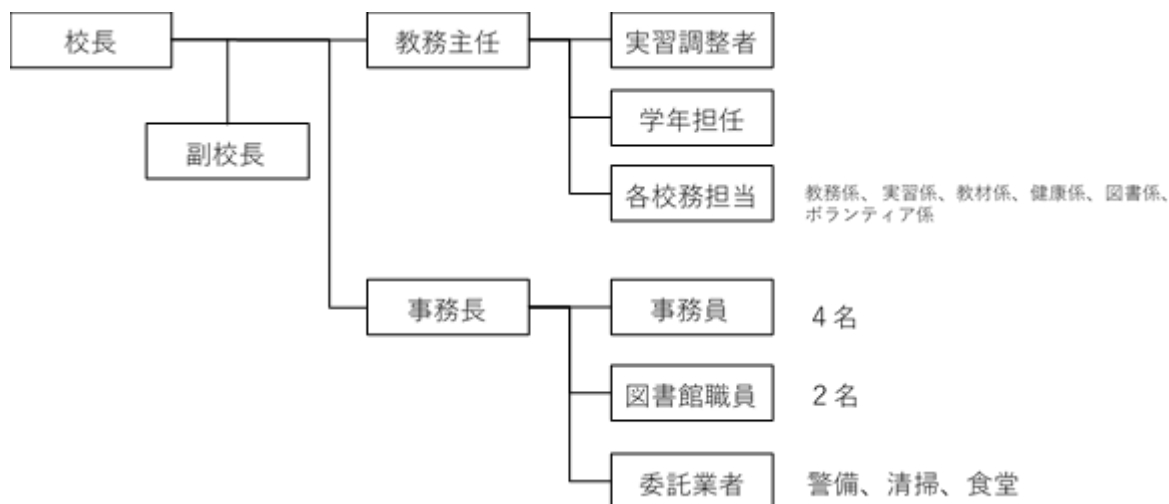 校長
教務主任
実習調整者
副校長
学年担任
各校務担当
教務係、実習係、教材係、健康係、図書係、
ボランティア係
事務長
事務員
4名
図書館職員
2名
委託業者
警備、清掃、食堂